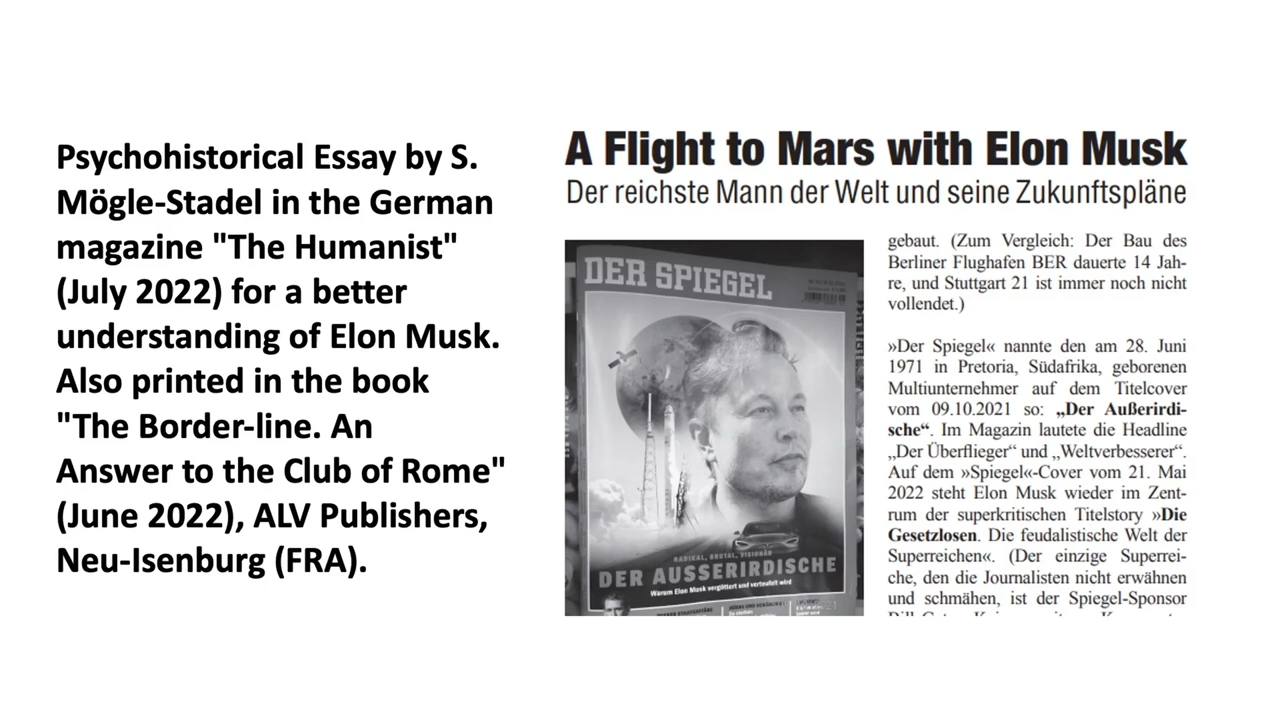 Psychohistorical Essay by S.
Mögle-Stadel in the German
magazine "The Humanist"
(July 2022) for a better
understanding of Elon Musk.
Also printed in the book
"The Border-line. An
Answer to the Club of Rome"
(June 2022), ALV Publishers,
Neu-Isenburg (FRA).
A Flight to Mars with Elon Musk
Der reichste Mann der Welt und seine Zukunftspläne
DER SPIEGEL
RADIKAL, BRUTAL, VISIONÄR
DER AUSSERIRDISCHE
Warum Elon Musk vergöttert und verteufelt wird
gebaut. (Zum Vergleich: Der Bau des
Berliner Flughafen BER dauerte 14 Jah-
re, und Stuttgart 21 ist immer noch nicht
vollendet.)
»Der Spiegel« nannte den am 28. Juni
1971 in Pretoria, Südafrika, geborenen
Multiunternehmer auf dem Titelcover
vom 09.10.2021 so: „Der Außerirdi-
sche“. Im Magazin lautete die Headline
„Der Überflieger“ und „Weltverbesserer“.
Auf dem »Spiegel«-Cover vom 21. Mai
2022 steht Elon Musk wieder im Zent-
rum der superkritischen Titelstory »Die
Gesetzlosen. Die feudalistische Welt der
Superreichen«. (Der einzige Superrei-
che, den die Journalisten nicht erwähnen
und schmähen, ist der Spiegel-Sponsor